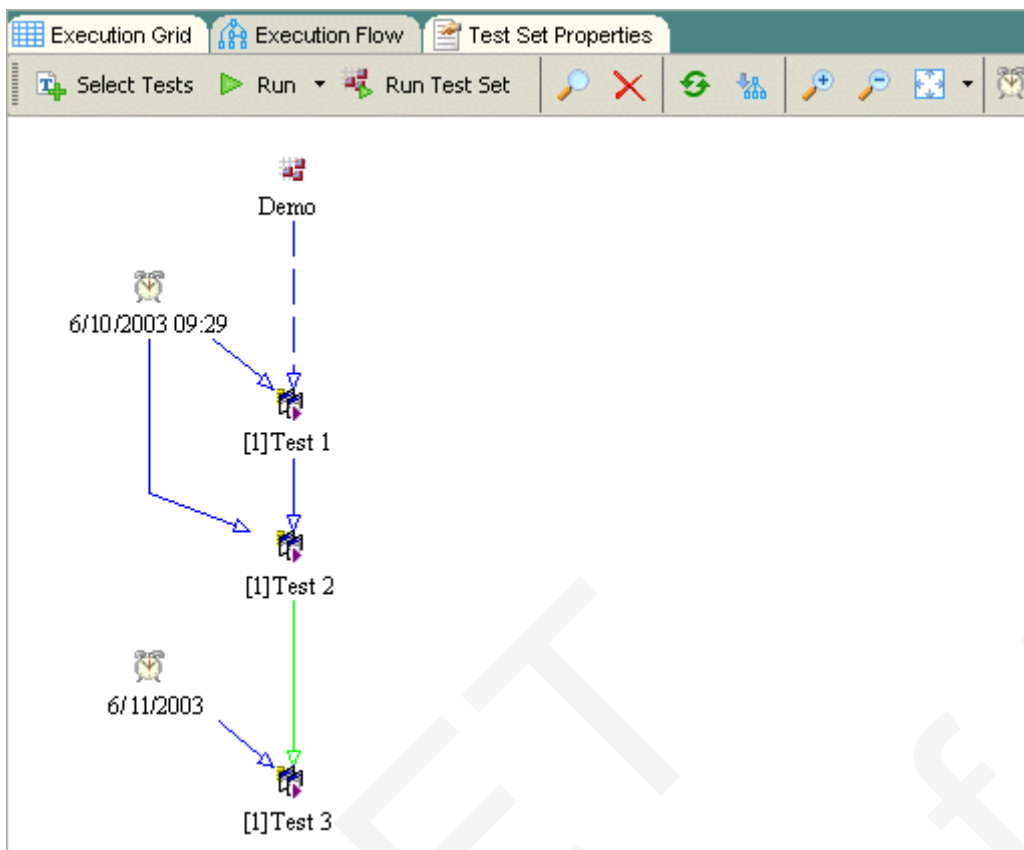 Execution Grid Execution Flow Test Set Properties
Select Tests Run Run Test Set
Demo
6/10/2003 09:29
[1]Test 1
[1]Test 2
6/11/2003
[1]Test 3